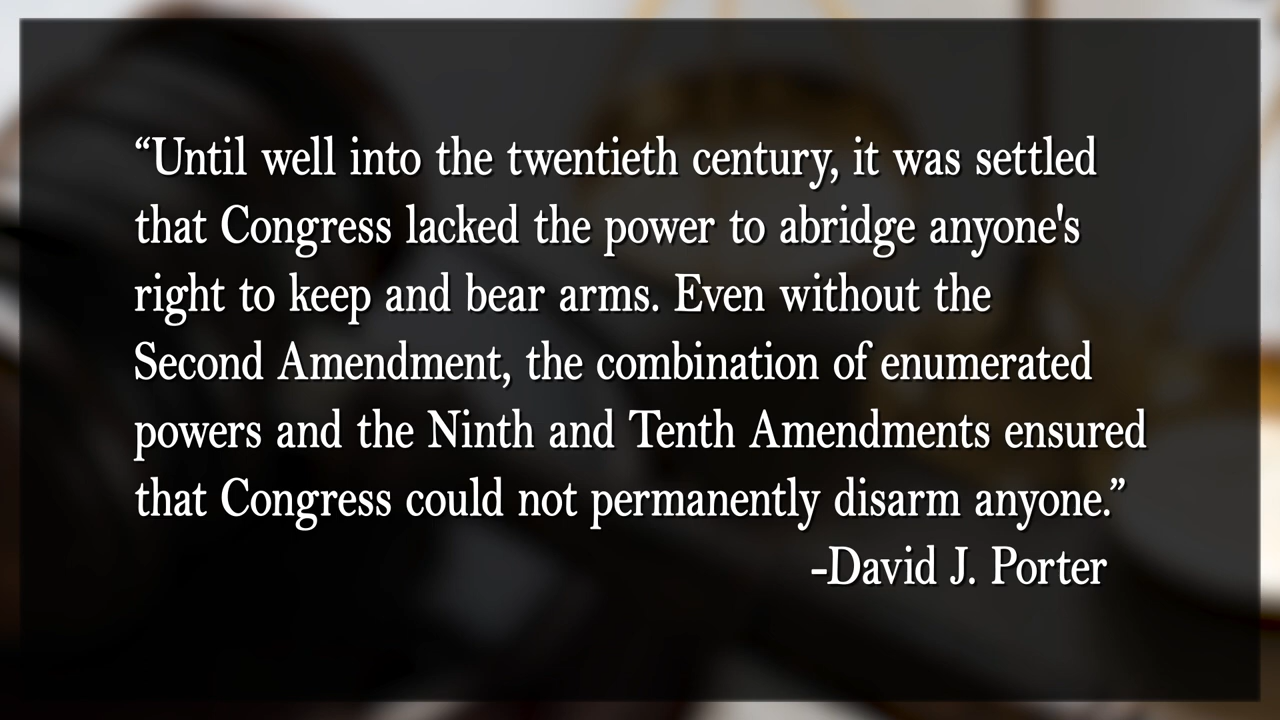 “Until well into the twentieth century, it was settled
that Congress lacked the power to abridge anyone's
right to keep and bear arms. Even without the
Second Amendment, the combination of enumerated
powers and the Ninth and Tenth Amendments ensured
that Congress could not permanently disarm anyone.”
-David J. Porter